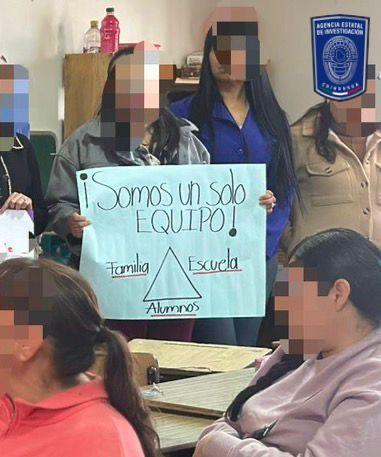 AGENCIA ESTATAL
DE INVESTIGACIÓN
CHIHUAHUA
¡Somos un solo
EQUIPO!
Familia
Escuela
Alumnos